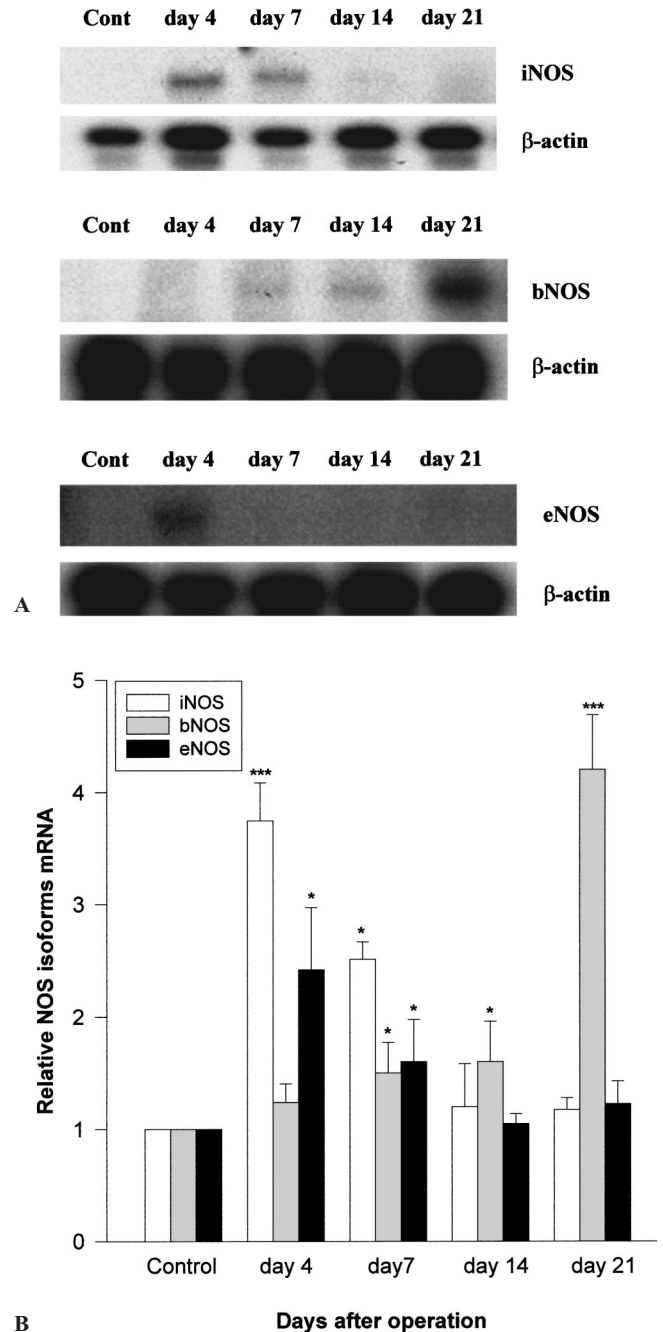 Cont day 4 day 7 day 14 day 21
iNOS
β-actin
Cont day 4 day 7 day 14 day 21
bNOS
β-actin
Cont day 4 day 7 day 14 day 21
eNOS
β-actin
A
5
4
3
2
1
0
Relative NOS isoforms mRNA
iNOS
bNOS
eNOS
***
*
*
*
*
*
***
Control day 4 day7 day 14 day 21
Days after operation
B